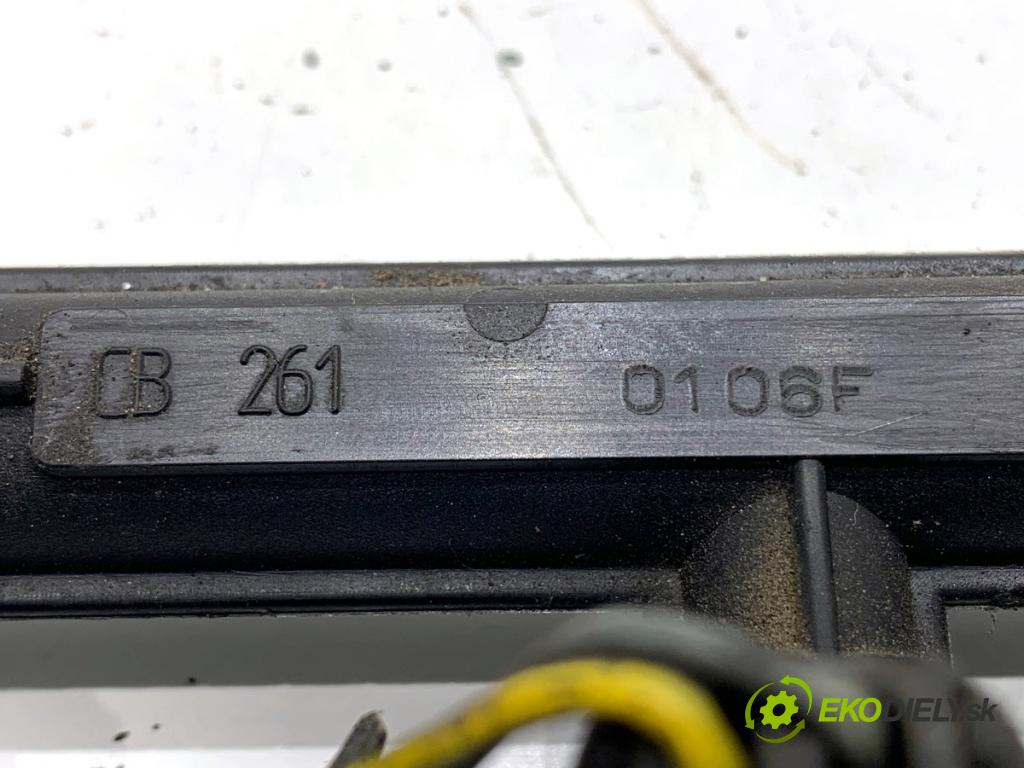 CB 261 0106F
EKODIELY.sk